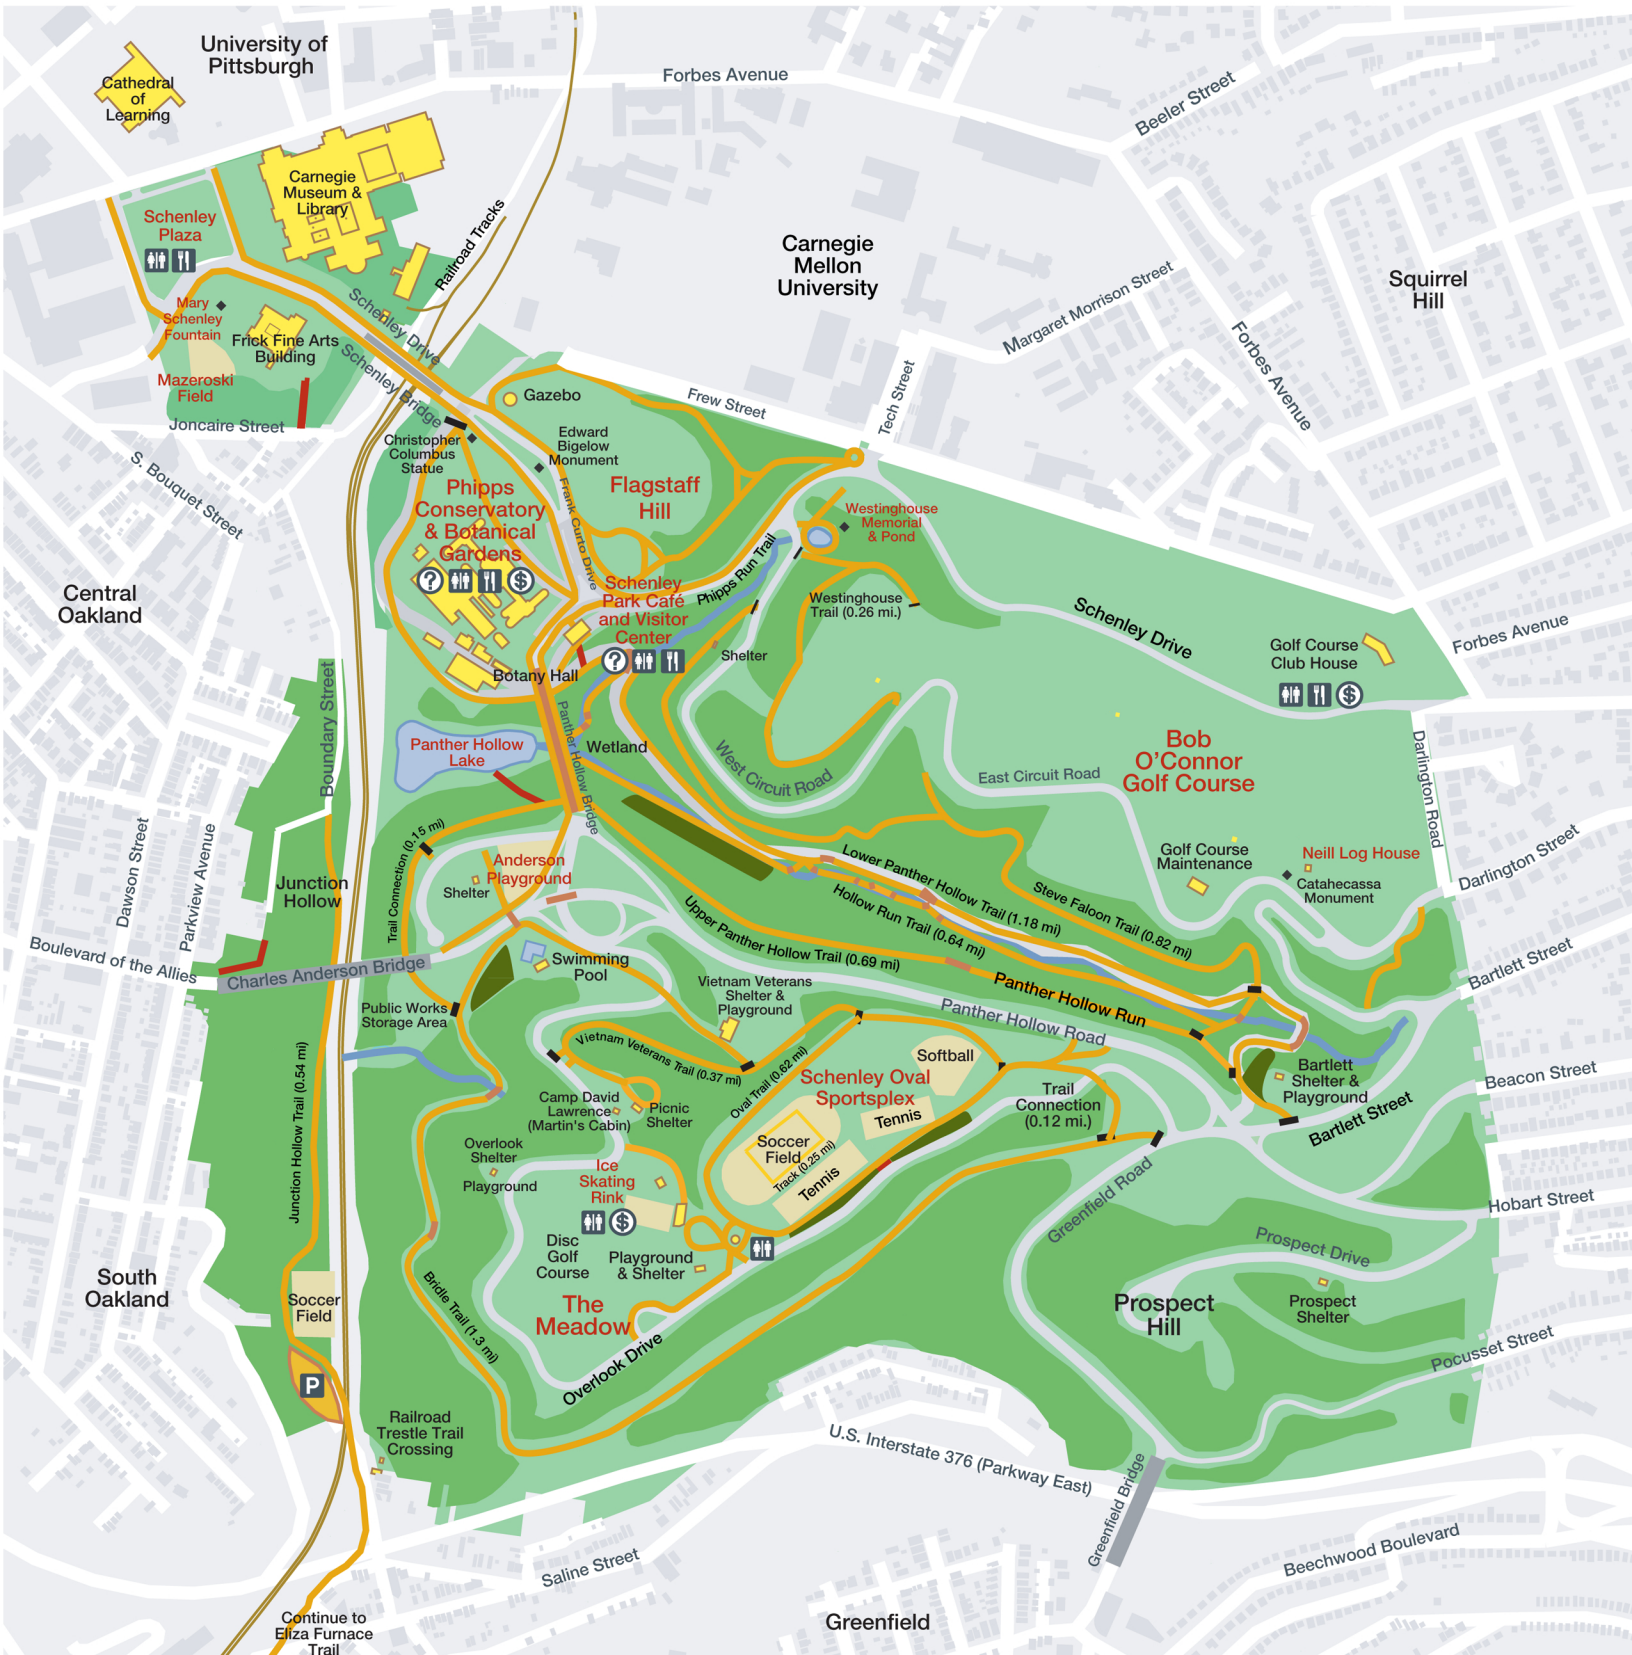 University of
Pittsburgh
Cathedral
of
Learning
Forbes Avenue
Beeler Street
Carnegie
Museum &
Library
Schenley
Plaza
Railroad Tracks
Carnegie
Mellon
University
Squirrel
Hill
Margaret Morrison Street
Forbes Avenue
Mary
Schenley
Fountain
Schenley Drive
Frick Fine Arts
Building
Schenley Bridge
Mazeroski
Field
Joncaire Street
Gazebo
Frew Street
Tech Street
Christopher
Columbus
Statue
Edward
Bigelow
Monument
S. Bouquet Street
Phipps
Conservatory
& Botanical
Gardens
?
$
Frank Curto Drive
Flagstaff
Hill
Westinghouse
Memorial
& Pond
Phipps Run Trail
Central
Oakland
Schenley
Park Café
and Visitor
Center
?
Westinghouse
Trail (0.26 mi.)
Schenley Drive
Forbes Avenue
Golf Course
Club House
$
Shelter
Botany Hall
Boundary Street
Panther Hollow
Lake
Panther Hollow Bridge
Wetland
West Circuit Road
East Circuit Road
Bob
O'Connor
Golf Course
Darlington Road
Dawson Street
Parkview Avenue
Trail Connection (0.15 mi)
Anderson
Playground
Shelter
Junction
Hollow
Lower Panther Hollow Trail (1.18 mi)
Hollow Run Trail (0.64 mi)
Steve Faloon Trail (0.82 mi)
Golf Course
Maintenance
Neill Log House
Catahecassa
Monument
Darlington Street
Bartlett Street
Boulevard of the Allies
Charles Anderson Bridge
Upper Panther Hollow Trail (0.69 mi)
Swimming
Pool
Vietnam Veterans
Shelter &
Playground
Panther Hollow Run
Panther Hollow Road
Public Works
Storage Area
Vietnam Veterans Trail (0.37 mi)
Oval Trail (0.62 mi)
Softball
Schenley Oval
Sportsplex
Tennis
Trail
Connection
(0.12 mi.)
Bartlett
Shelter &
Playground
Bartlett Street
Beacon Street
Junction Hollow Trail (0.54 mi)
Camp David
Lawrence
(Martin's Cabin)
Picnic
Shelter
Soccer
Field
Track (0.25 mi)
Tennis
Overlook
Shelter
Playground
Ice
Skating
Rink
$
Greenfield Road
Hobart Street
Prospect Drive
Disc
Golf
Course
Playground
& Shelter
The
Meadow
South
Oakland
Soccer
Field
Bridle Trail (1.3 mi)
Overlook Drive
Prospect
Hill
Prospect
Shelter
Pocusset Street
P
Railroad
Trestle Trail
Crossing
U.S. Interstate 376 (Parkway East)
Greenfield Bridge
Beechwood Boulevard
Saline Street
Greenfield
Continue to
Eliza Furnace
Trail